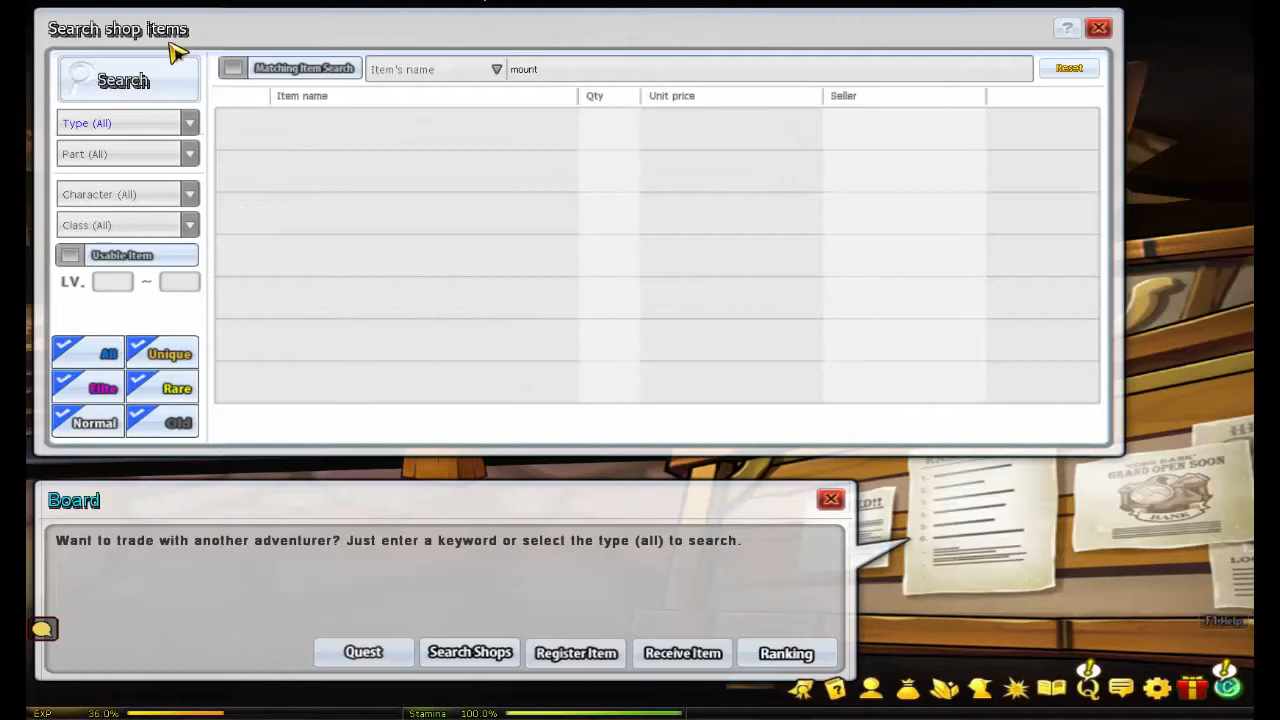 Search shop items
?
Search
Matching Item Search
Item's name
mount
Reset
Item name
Qty
Unit price
Seller
Type (All)
Part (All)
Character (All)
Class (All)
Usable Item
LV.
~
All
Unique
Elite
Rare
Normal
Old
Board
Want to trade with another adventurer? Just enter a keyword or select the type (all) to search.
Quest
Search Shops
Register Item
Receive Item
Ranking
GRAND OPEN SOON
BANK
F1 Help
EXP 36.0%
Stamina 100.0%